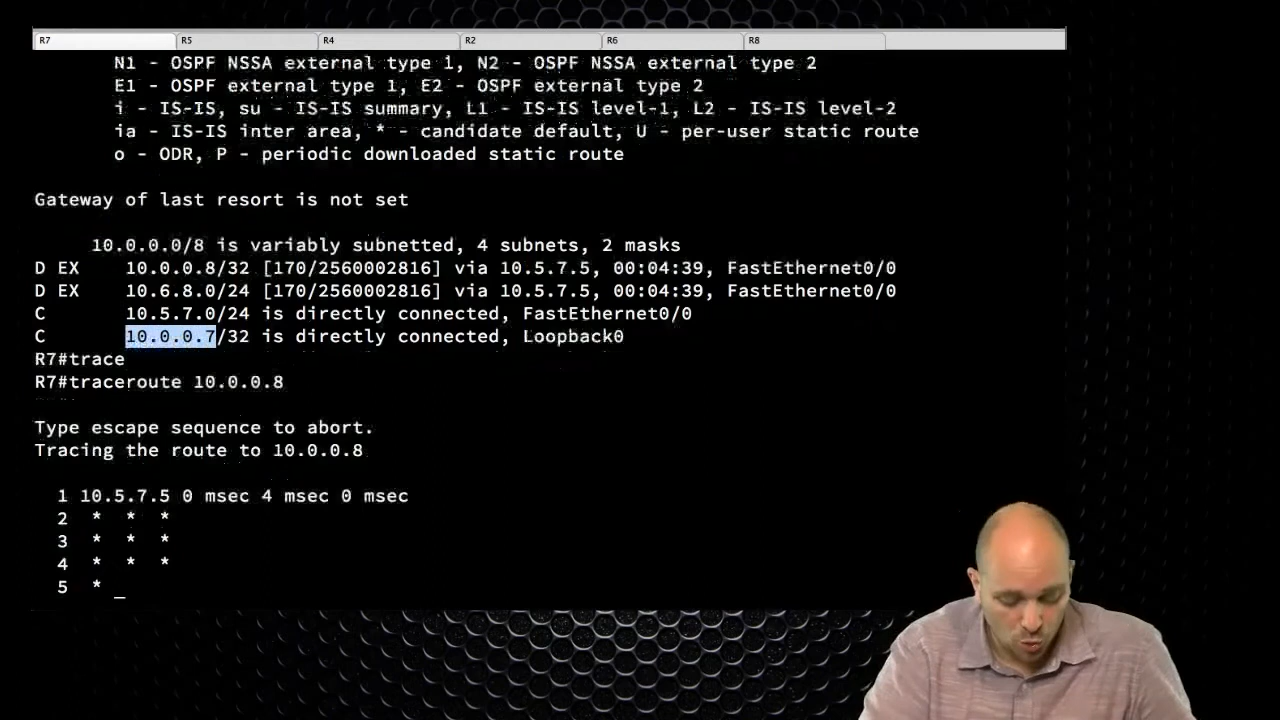 R7 R5 R4 R2 R6 R8
N1 - OSPF NSSA external type 1, N2 - OSPF NSSA external type 2
E1 - OSPF external type 1, E2 - OSPF external type 2
i - IS-IS, su - IS-IS summary, L1 - IS-IS level-1, L2 - IS-IS level-2
ia - IS-IS inter area, * - candidate default, U - per-user static route
o - ODR, P - periodic downloaded static route
Gateway of last resort is not set
10.0.0.0/8 is variably subnetted, 4 subnets, 2 masks
D EX 10.0.0.8/32 [170/2560002816] via 10.5.7.5, 00:04:39, FastEthernet0/0
D EX 10.6.8.0/24 [170/2560002816] via 10.5.7.5, 00:04:39, FastEthernet0/0
C 10.5.7.0/24 is directly connected, FastEthernet0/0
C 10.0.0.7/32 is directly connected, Loopback0
R7#trace
R7#traceroute 10.0.0.8
Type escape sequence to abort.
Tracing the route to 10.0.0.8
1 10.5.7.5 0 msec 4 msec 0 msec
2 * * *
3 * * *
4 * * *
5 * _